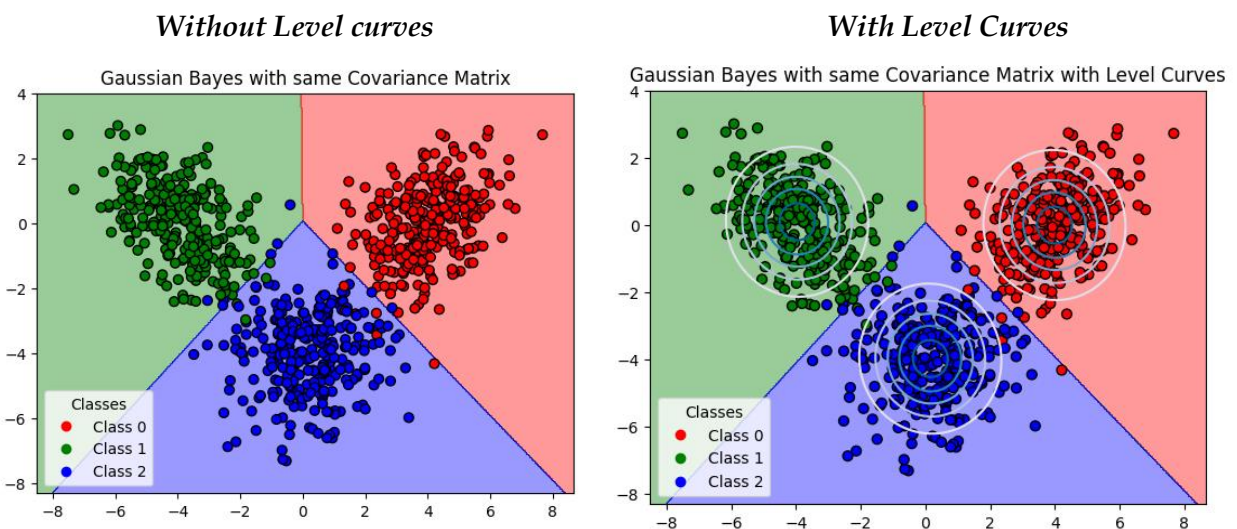 Without Level curves
With Level Curves
Gaussian Bayes with same Covariance Matrix
4
2
0
−2
−4
−6
−8
−8
−6
−4
−2
0
2
4
6
8
Classes
Class 0
Class 1
Class 2
Gaussian Bayes with same Covariance Matrix with Level Curves
4
2
0
−2
−4
−6
−8
−8
−6
−4
−2
0
2
4
6
8
Classes
Class 0
Class 1
Class 2